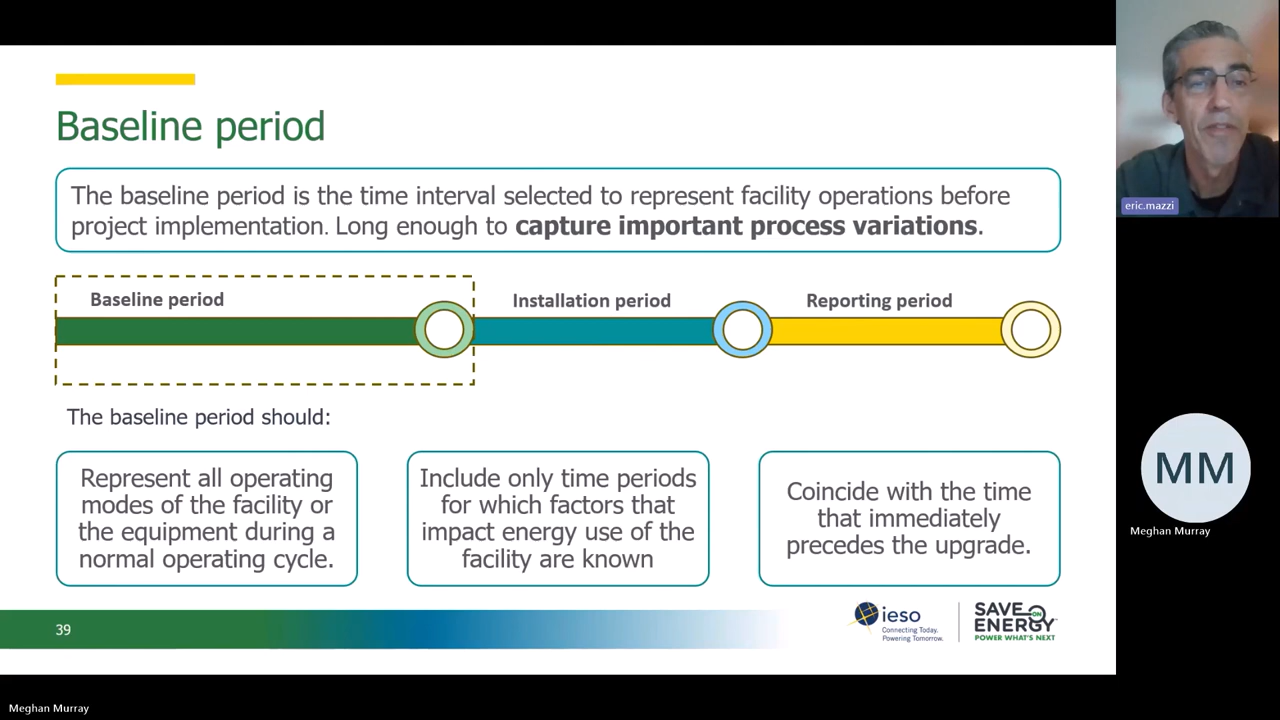 Baseline period
The baseline period is the time interval selected to represent facility operations before
project implementation. Long enough to capture important process variations.
Baseline period
Installation period
Reporting period
The baseline period should:
Represent all operating
modes of the facility or
the equipment during a
normal operating cycle.
Include only time periods
for which factors that
impact energy use of the
facility are known
Coincide with the time
that immediately
precedes the upgrade.
39
ieso
Connecting Today.
Powering Tomorrow.
SAVE ON
ENERGY
POWER WHAT'S NEXT
eric.mazzi
MM
Meghan Murray
Meghan Murray